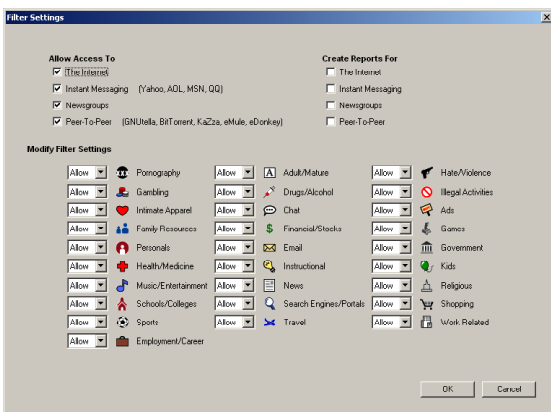 Filter Settings
Allow Access To Create Reports For
The Internet The Internet
Instant Messaging (Yahoo, AOL, MSN, QQ) Instant Messaging
Newsgroups Newsgroups
Peer-To-Peer (GNUtella, BitTorrent, KaZza, eMule, eDonkey) Peer-To-Peer
Modify Filter Settings
Allow XXX Pornography Allow A Adult/Mature Allow Hate/Violence
Allow Gambling Allow Drugs/Alcohol Allow Illegal Activities
Allow Intimate Apparel Allow Chat Allow Ads
Allow Family Resources Allow $ Financial/Stocks Allow Games
Allow Personals Allow Email Allow Government
Allow Health/Medicine Allow Instructional Allow Kids
Allow Music/Entertainment Allow News Allow Religious
Allow Schools/Colleges Allow Search Engines/Portals Allow Shopping
Allow Sports Allow Travel Allow Work Related
Allow Employment/Career
OK Cancel